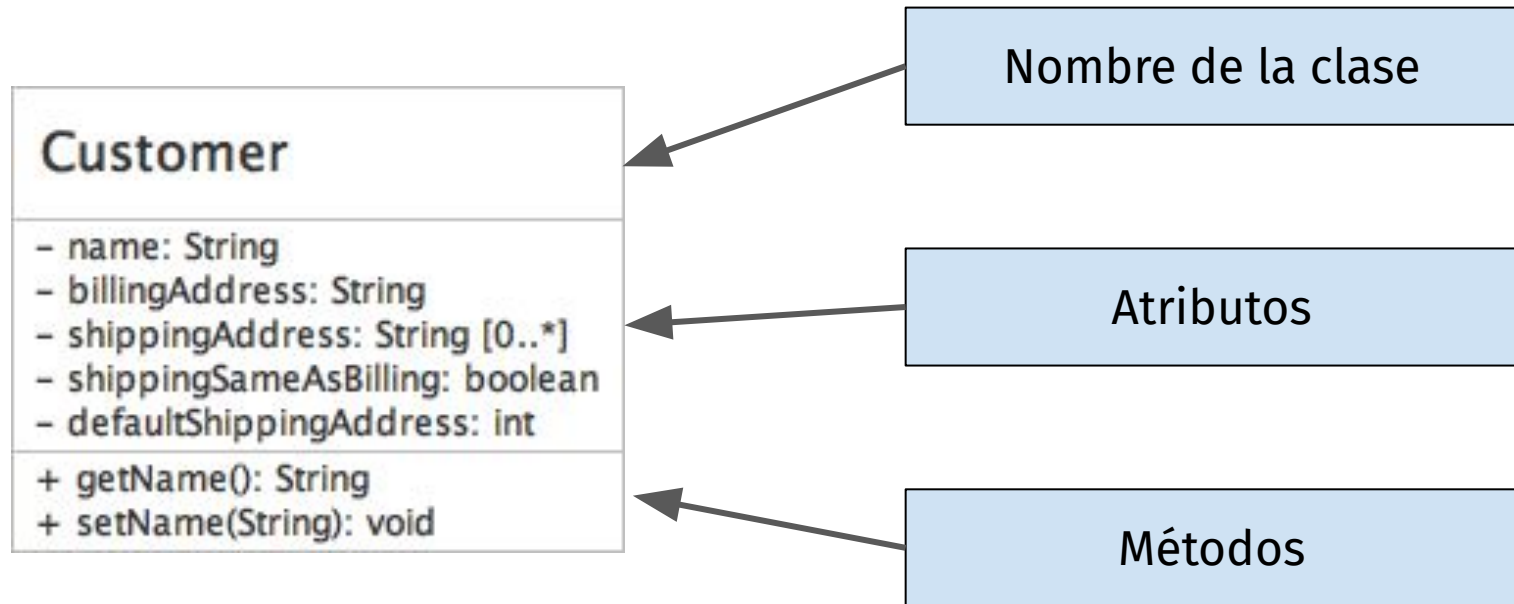 Nombre de la clase
Customer
– name: String
– billingAddress: String
– shippingAddress: String [0..*]
– shippingSameAsBilling: boolean
– defaultShippingAddress: int
Atributos
+ getName(): String
+ setName(String): void
Métodos